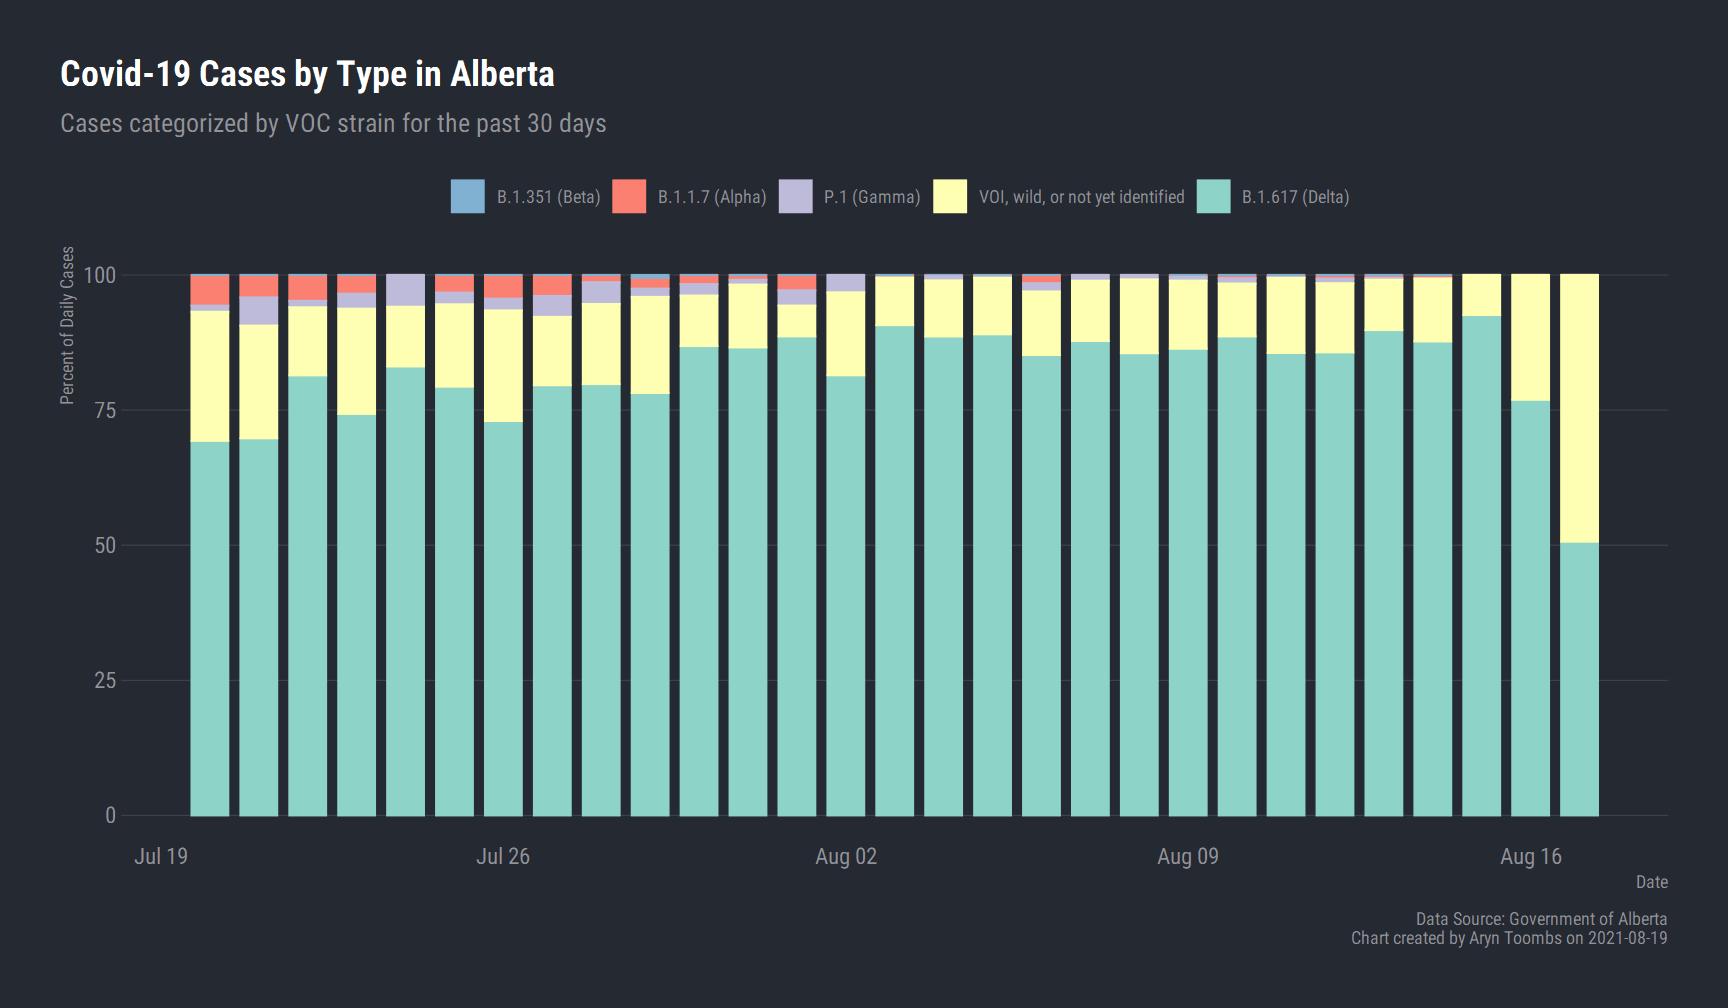 Covid-19 Cases by Type in Alberta
Cases categorized by VOC strain for the past 30 days
B.1.351 (Beta) B.1.1.7 (Alpha) P.1 (Gamma) VOI, wild, or not yet identified B.1.617 (Delta)
Percent of Daily Cases
100
75
50
25
0
Jul 19 Jul 26 Aug 02 Aug 09 Aug 16
Date
Data Source: Government of Alberta
Chart created by Aryn Toombs on 2021-08-19